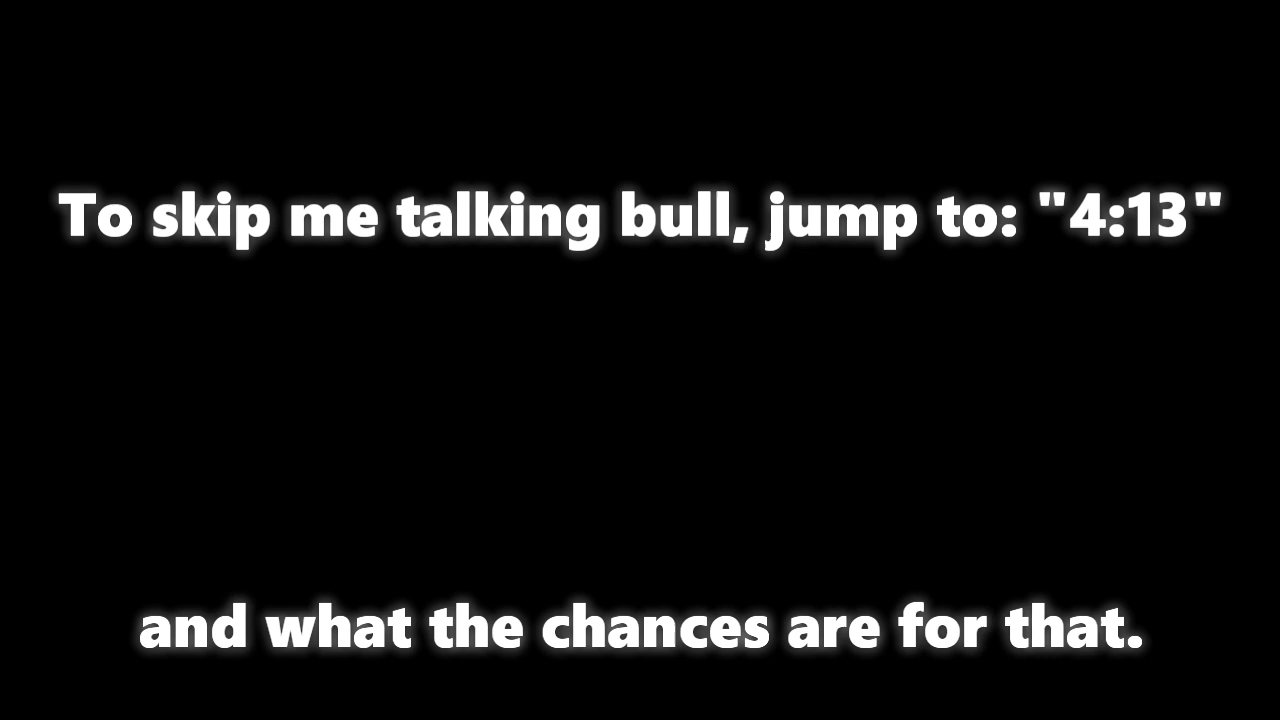 To skip me talking bull, jump to: "4:13"
and what the chances are for that.